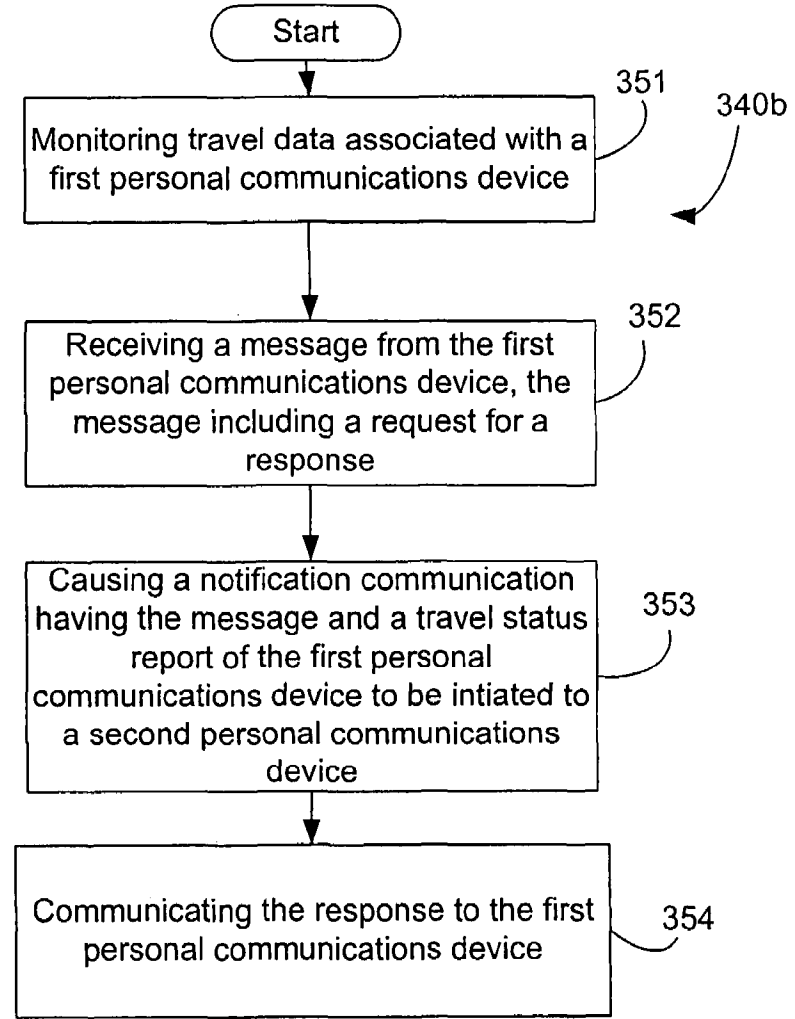 Start
351
340b
Monitoring travel data associated with a
first personal communications device
352
Receiving a message from the first
personal communications device, the
message including a request for a
response
Causing a notification communication
having the message and a travel status
report of the first personal
communications device to be intiated to
a second personal communications
device
353
Communicating the response to the first
personal communications device
354